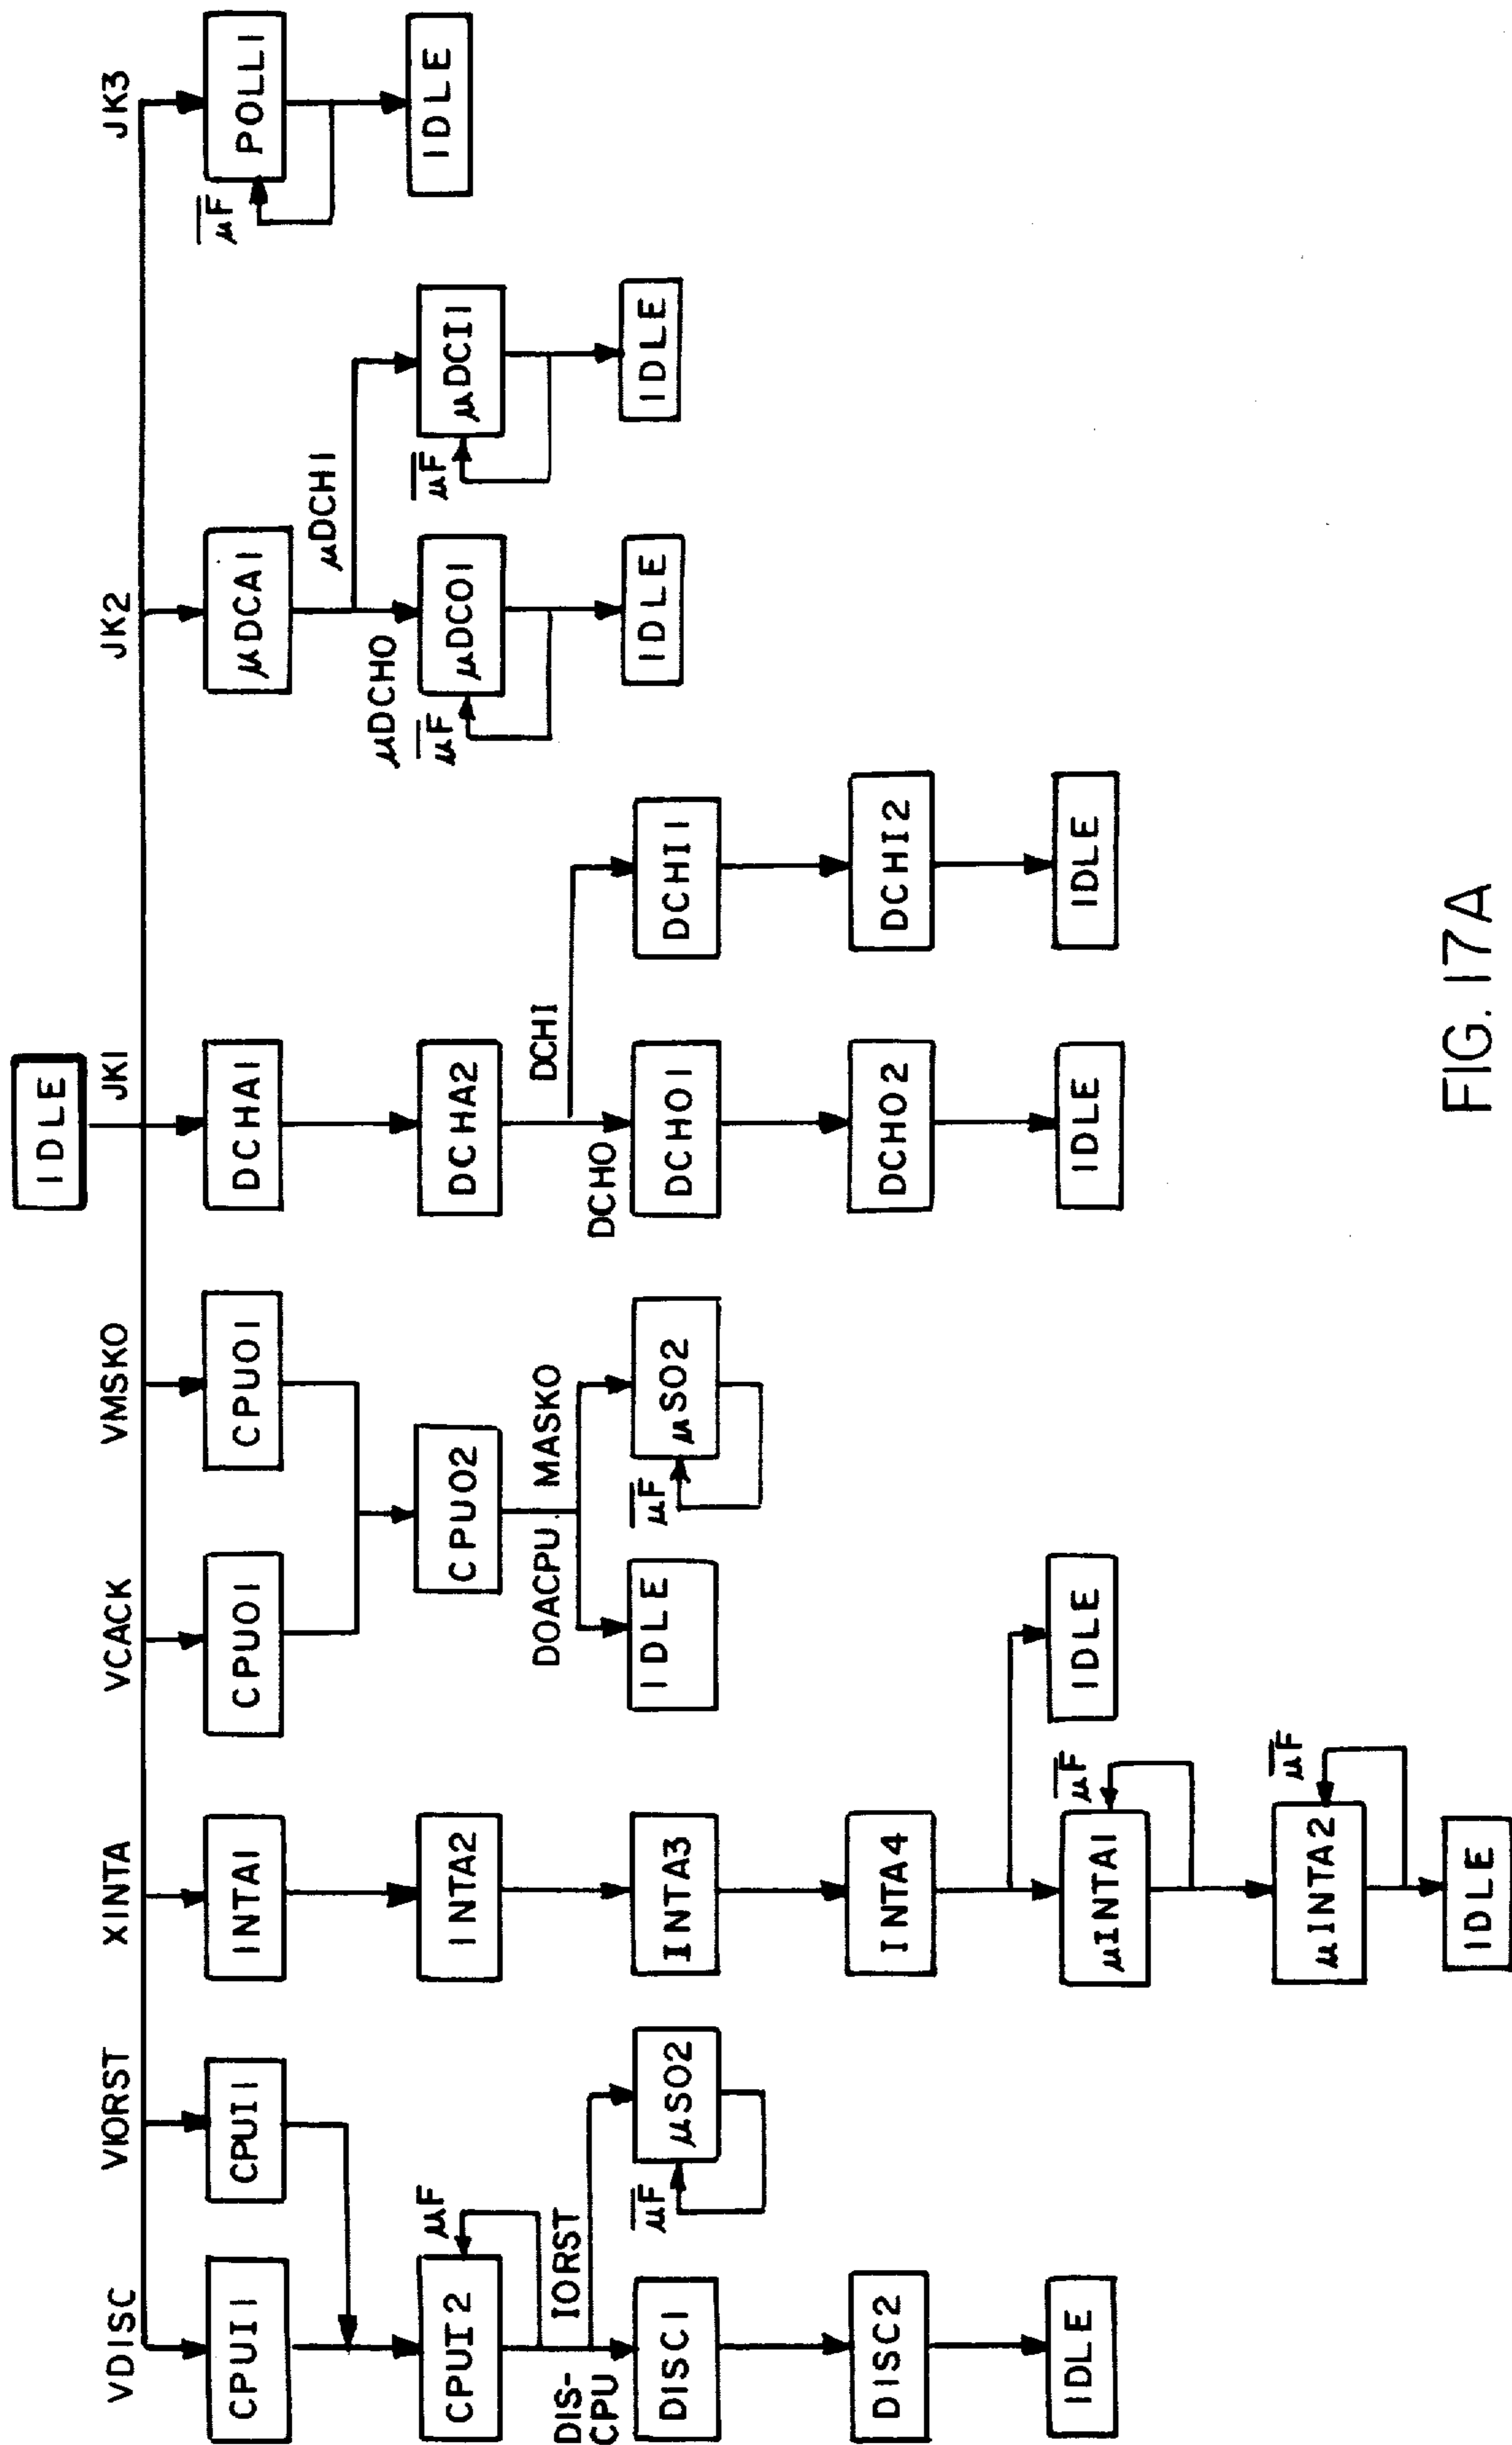 IDLE
VDISC
VIORST
XINTA
VCACK
VMSKO
JK1
JK2
JK3
CPUI1
CPUI1
INTA1
CPUO1
CPUO1
DCHA1
μDCA1
POLL1
μF̅
IDLE
CPUI2
μF
INTA2
CPUO2
DCHA2
μDCHO
μDCHI
μDCO1
μF̅
μDCI1
μF̅
IDLE
IDLE
DIS-
CPU
IORST
DISC1
μSO2
μF̅
INTA3
DOACPU
MASKO
IDLE
μSO2
μF̅
DCHO
DCHI
DCHO1
DCHI1
DISC2
INTA4
DCHO2
DCHI2
IDLE
μINTA1
μF̅
IDLE
IDLE
IDLE
μINTA2
μF̅
IDLE
FIG. 17A